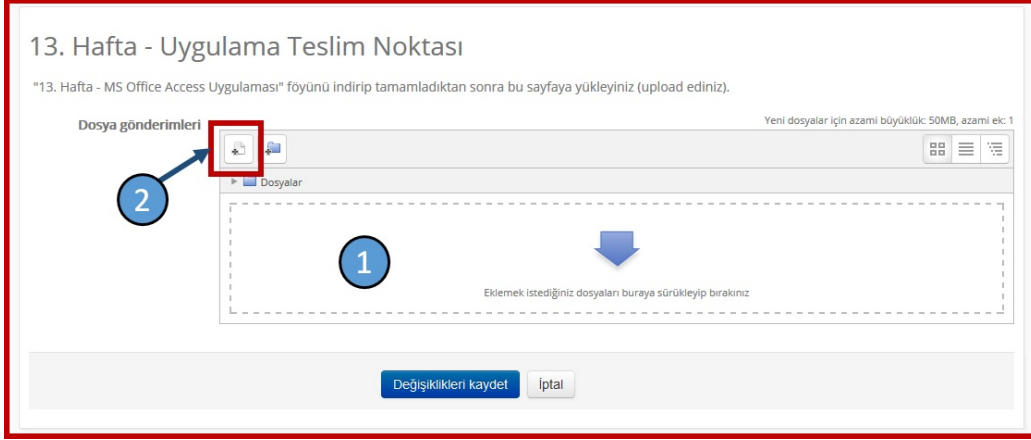 13. Hafta - Uygulama Teslim Noktası
"13. Hafta - MS Office Access Uygulaması" föyünü indirip tamamladıktan sonra bu sayfaya yükleyiniz (upload ediniz).
Dosya gönderimleri
Yeni dosyalar için azami büyüklük: 50MB, azami ek: 1
2
Dosyalar
1
Eklemek istediğiniz dosyaları buraya sürükleyip bırakınız
Değişiklikleri kaydet İptal